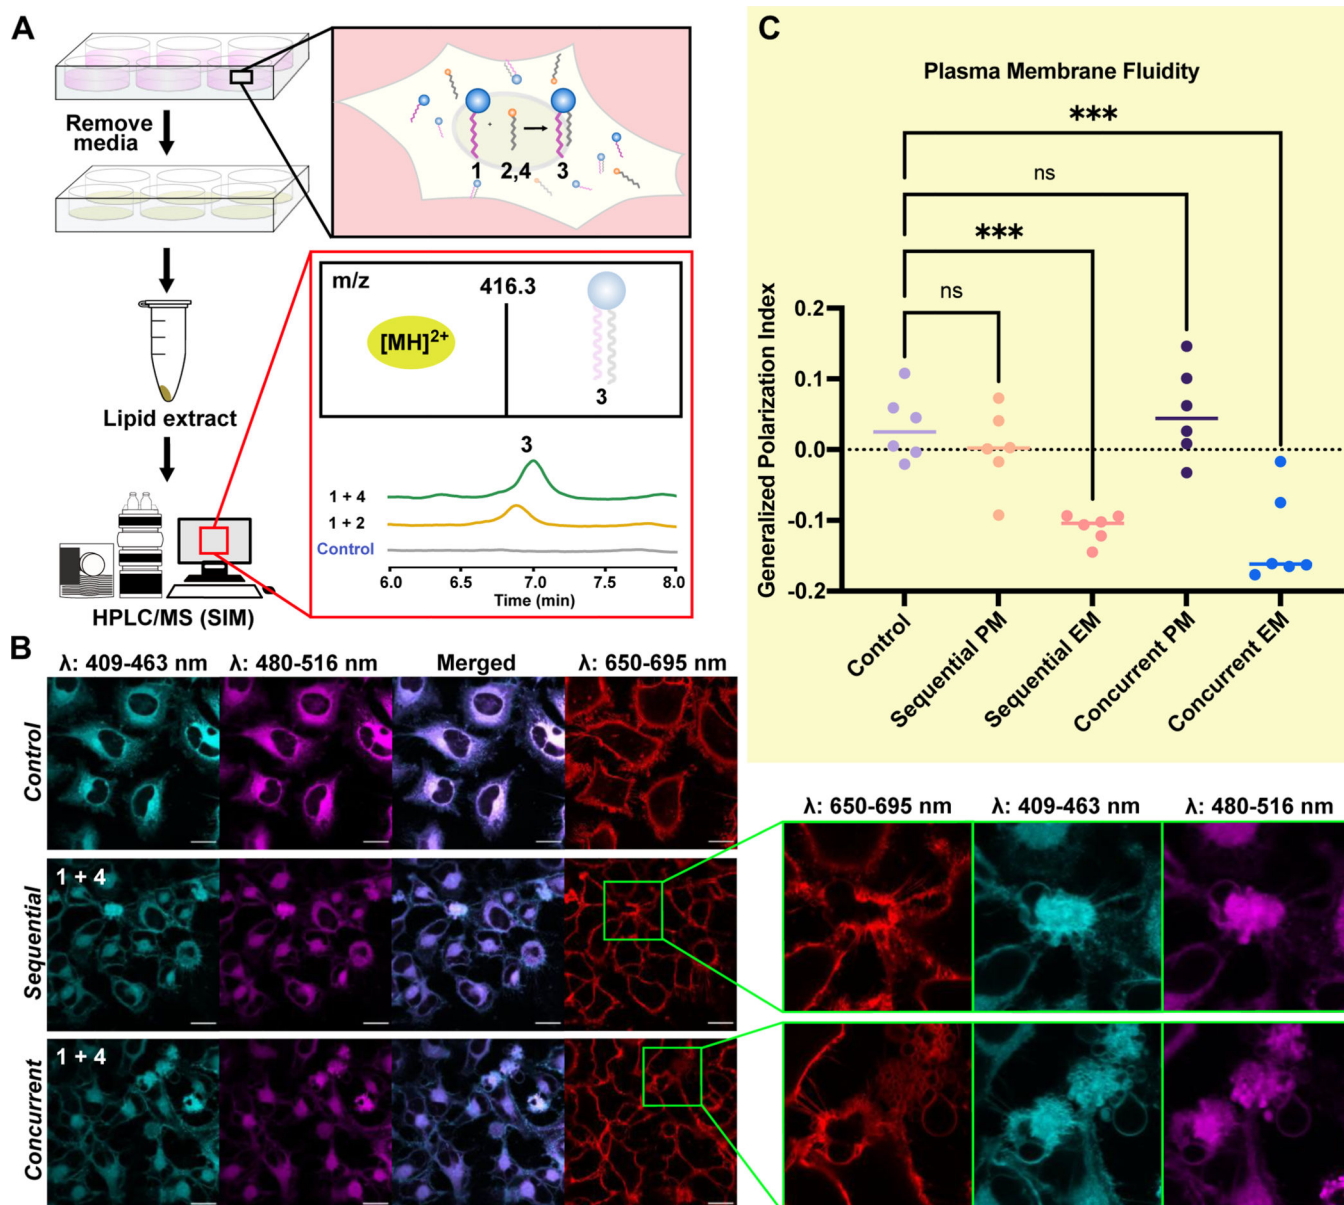 A
Remove
media
Lipid extract
HPLC/MS (SIM)
1
+
2,4
3
m/z
416.3
[MH]²⁺
3
3
1 + 4
1 + 2
Control
6.0
6.5
7.0
7.5
8.0
Time (min)
C
Plasma Membrane Fluidity
***
ns
***
ns
Generalized Polarization Index
0.2
0.1
0.0
-0.1
-0.2
Control
Sequential PM
Sequential EM
Concurrent PM
Concurrent EM
B
λ: 409-463 nm
λ: 480-516 nm
Merged
λ: 650-695 nm
Control
Sequential
1 + 4
Concurrent
1 + 4
λ: 650-695 nm
λ: 409-463 nm
λ: 480-516 nm